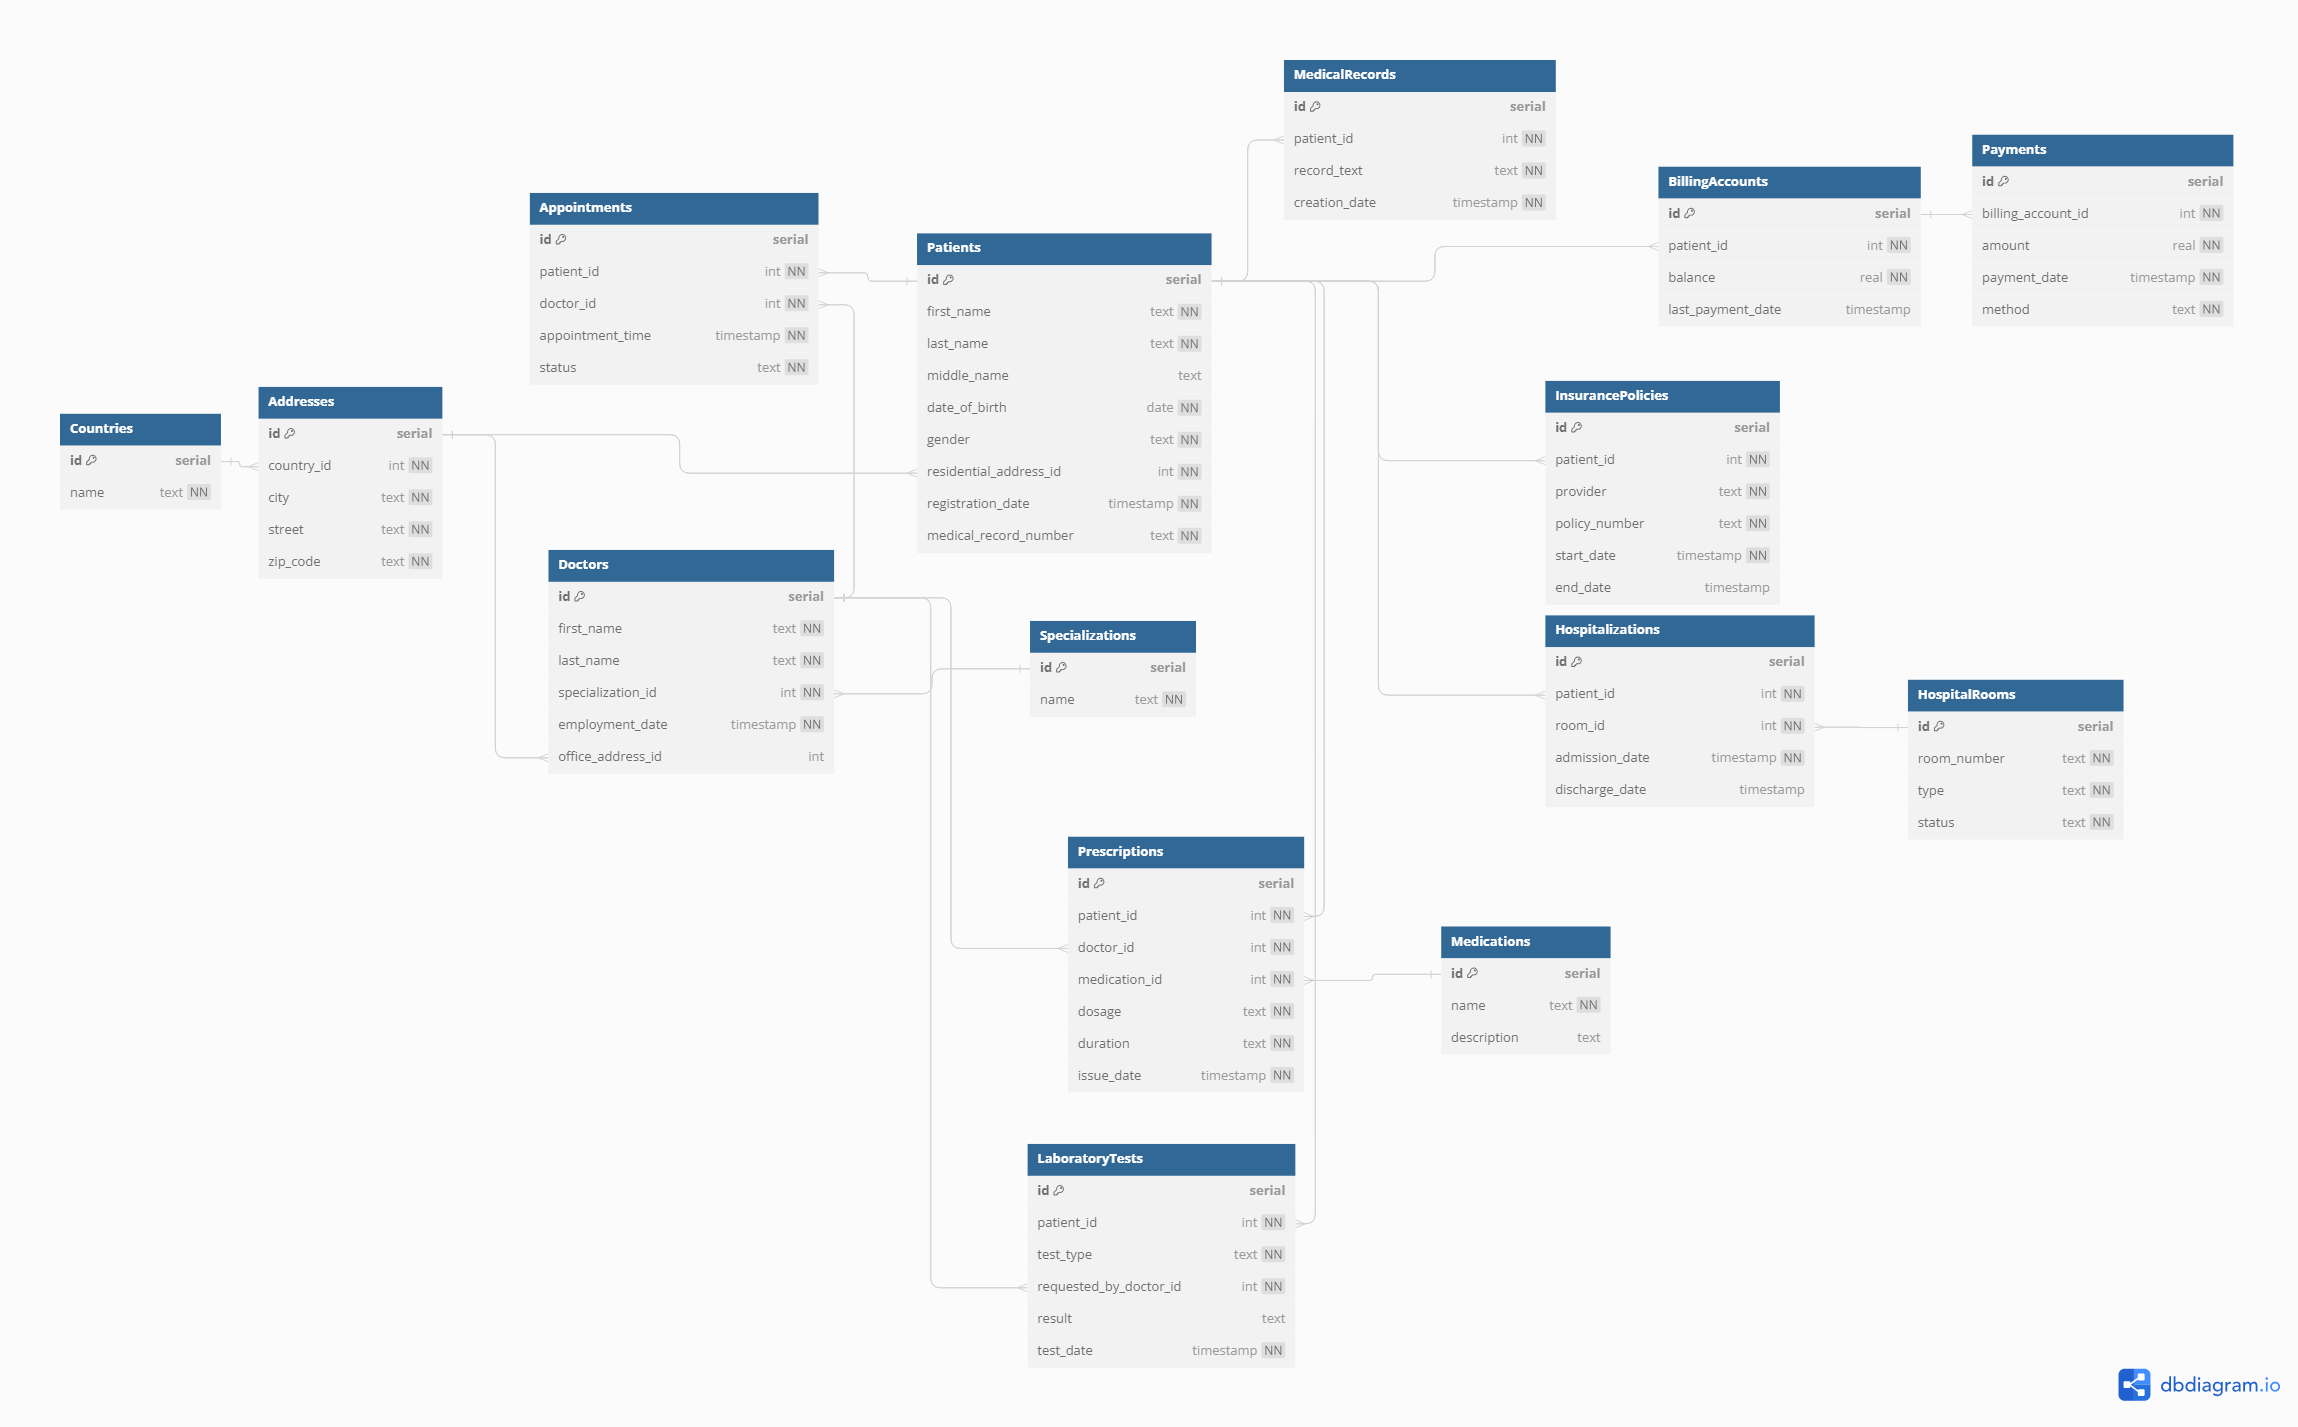 MedicalRecords
id serial
patient_id int NN
record_text text NN
creation_date timestamp NN
Payments
id serial
billing_account_id int NN
amount real NN
payment_date timestamp NN
method text NN
BillingAccounts
id serial
patient_id int NN
balance real NN
last_payment_date timestamp
Appointments
id serial
patient_id int NN
doctor_id int NN
appointment_time timestamp NN
status text NN
Patients
id serial
first_name text NN
last_name text NN
middle_name text
date_of_birth date NN
gender text NN
residential_address_id int NN
registration_date timestamp NN
medical_record_number text NN
InsurancePolicies
id serial
patient_id int NN
provider text NN
policy_number text NN
start_date timestamp NN
end_date timestamp
Addresses
id serial
country_id int NN
city text NN
street text NN
zip_code text NN
Countries
id serial
name text NN
Doctors
id serial
first_name text NN
last_name text NN
specialization_id int NN
employment_date timestamp NN
office_address_id int
Specializations
id serial
name text NN
Hospitalizations
id serial
patient_id int NN
room_id int NN
admission_date timestamp NN
discharge_date timestamp
HospitalRooms
id serial
room_number text NN
type text NN
status text NN
Prescriptions
id serial
patient_id int NN
doctor_id int NN
medication_id int NN
dosage text NN
duration text NN
issue_date timestamp NN
Medications
id serial
name text NN
description text
LaboratoryTests
id serial
patient_id int NN
test_type text NN
requested_by_doctor_id int NN
result text
test_date timestamp NN
dbdiagram.io